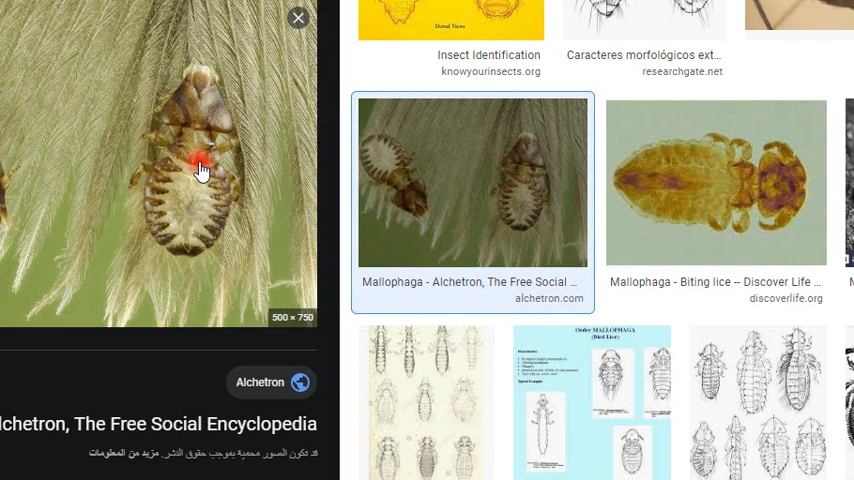 Dorsal Views
Insect Identification
knowyourinsects.org
Caracteres morfológicos ext...
researchgate.net
500 × 750
Mallophaga - Alchetron, The Free Social ...
alchetron.com
Mallophaga - Biting lice -- Discover Life ...
discoverlife.org
Alchetron
lchetron, The Free Social Encyclopedia
قد تكون الصور محمية بموجب حقوق النشر. مزيد من المعلومات
Order MALLOPHAGA
(Bird Lice)